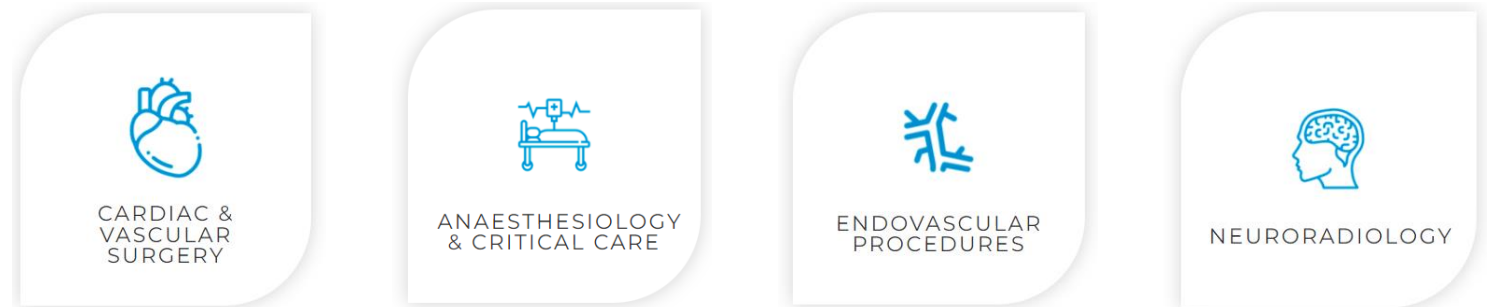 CARDIAC &
VASCULAR
SURGERY
ANAESTHESIOLOGY
& CRITICAL CARE
ENDOVASCULAR
PROCEDURES
NEURORADIOLOGY